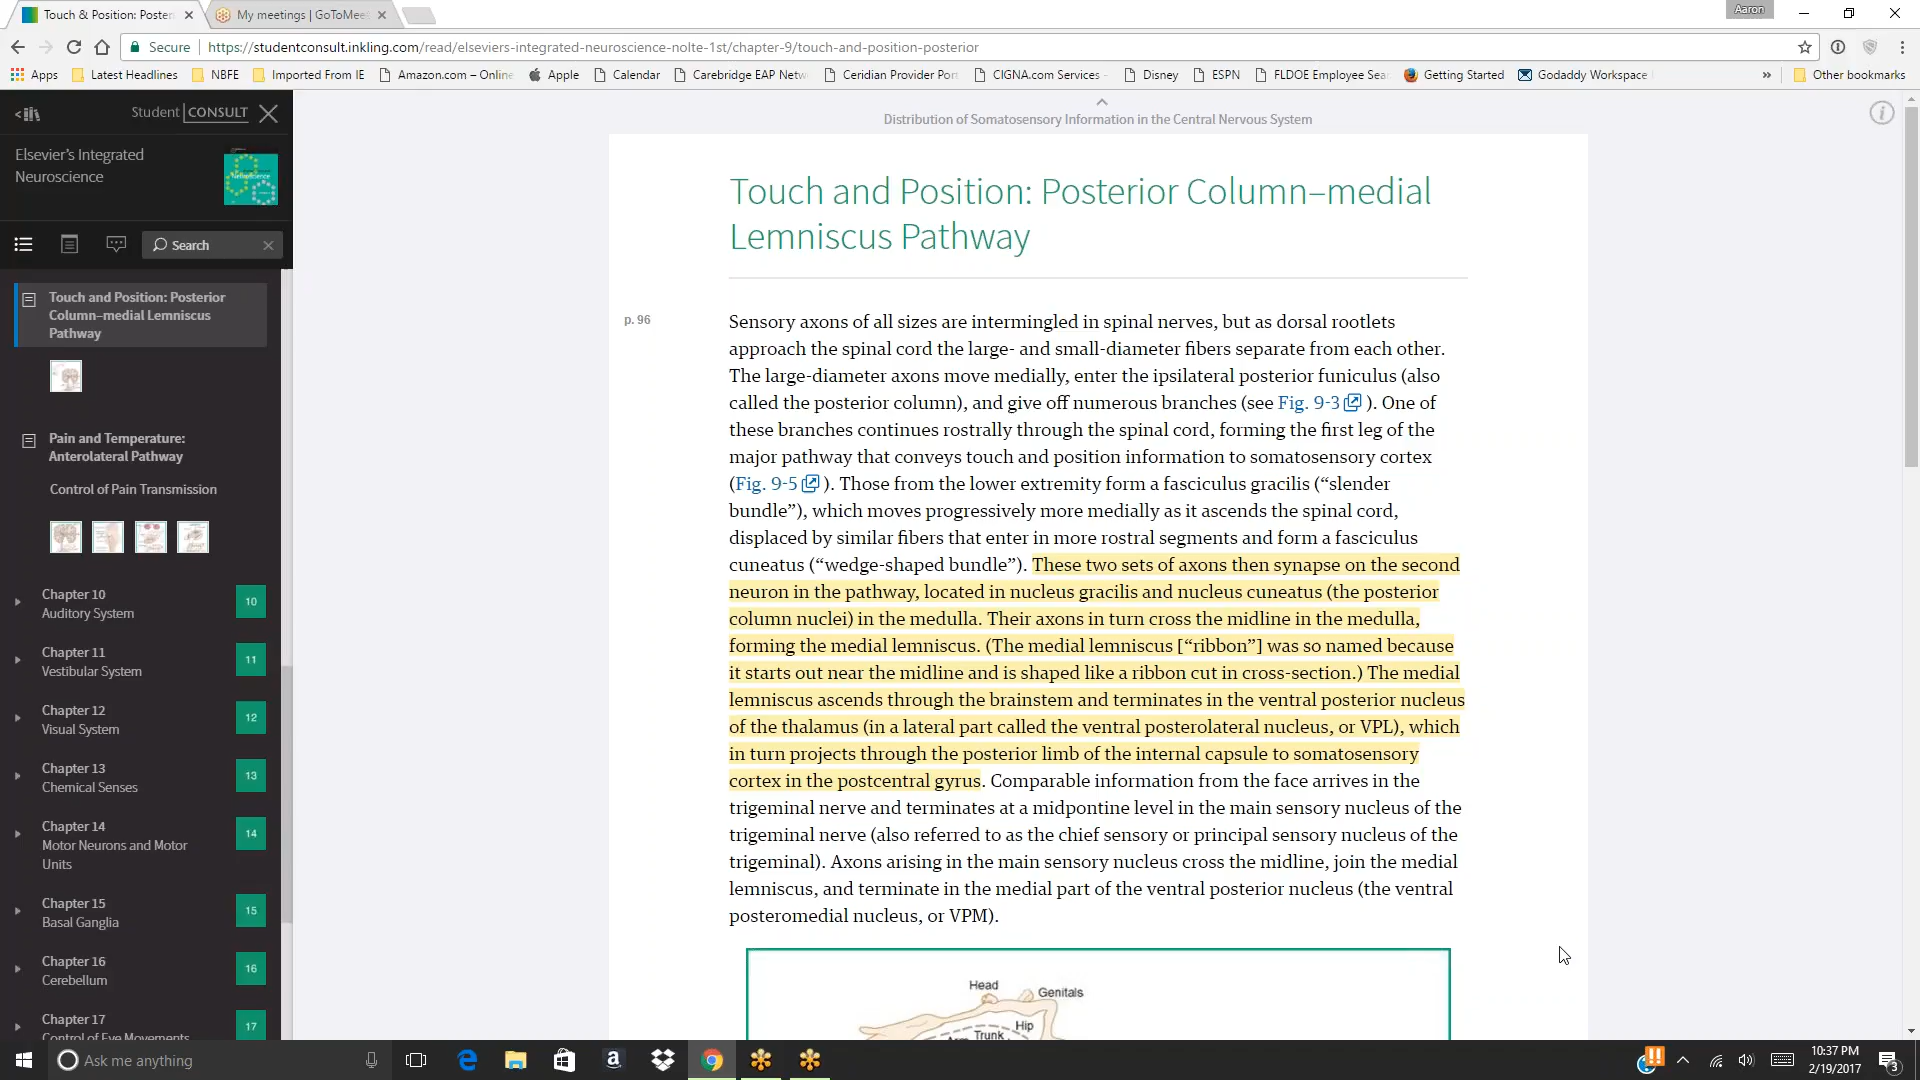 Touch & Position: Poster
My meetings | GoToMee
Aaron
Secure
https://studentconsult.inkling.com/read/elseviers-integrated-neuroscience-nolte-1st/chapter-9/touch-and-position-posterior
Apps
Latest Headlines
NBFE
Imported From IE
Amazon.com – Online
Apple
Calendar
Carebridge EAP Netw
Ceridian Provider Por
CIGNA.com Services -
Disney
ESPN
FLDOE Employee Sea
Getting Started
Godaddy Workspace
»
Other bookmarks
Student CONSULT
Elsevier's Integrated
Neuroscience
Neuroscience
Search
Touch and Position: Posterior
Column–medial Lemniscus
Pathway
Pain and Temperature:
Anterolateral Pathway
Control of Pain Transmission
Chapter 10
Auditory System
10
Chapter 11
Vestibular System
11
Chapter 12
Visual System
12
Chapter 13
Chemical Senses
13
Chapter 14
Motor Neurons and Motor
Units
14
Chapter 15
Basal Ganglia
15
Chapter 16
Cerebellum
16
Chapter 17
Control of Eye Movements
17
Distribution of Somatosensory Information in the Central Nervous System
Touch and Position: Posterior Column–medial
Lemniscus Pathway
p. 96
Sensory axons of all sizes are intermingled in spinal nerves, but as dorsal rootlets
approach the spinal cord the large- and small-diameter fibers separate from each other.
The large-diameter axons move medially, enter the ipsilateral posterior funiculus (also
called the posterior column), and give off numerous branches (see Fig. 9-3 ). One of
these branches continues rostrally through the spinal cord, forming the first leg of the
major pathway that conveys touch and position information to somatosensory cortex
(Fig. 9-5 ). Those from the lower extremity form a fasciculus gracilis (“slender
bundle”), which moves progressively more medially as it ascends the spinal cord,
displaced by similar fibers that enter in more rostral segments and form a fasciculus
cuneatus (“wedge-shaped bundle”). These two sets of axons then synapse on the second
neuron in the pathway, located in nucleus gracilis and nucleus cuneatus (the posterior
column nuclei) in the medulla. Their axons in turn cross the midline in the medulla,
forming the medial lemniscus. (The medial lemniscus [“ribbon”] was so named because
it starts out near the midline and is shaped like a ribbon cut in cross-section.) The medial
lemniscus ascends through the brainstem and terminates in the ventral posterior nucleus
of the thalamus (in a lateral part called the ventral posterolateral nucleus, or VPL), which
in turn projects through the posterior limb of the internal capsule to somatosensory
cortex in the postcentral gyrus. Comparable information from the face arrives in the
trigeminal nerve and terminates at a midpontine level in the main sensory nucleus of the
trigeminal nerve (also referred to as the chief sensory or principal sensory nucleus of the
trigeminal). Axons arising in the main sensory nucleus cross the midline, join the medial
lemniscus, and terminate in the medial part of the ventral posterior nucleus (the ventral
posteromedial nucleus, or VPM).
Head
Genitals
Hip
Trunk
Ask me anything
10:37 PM
2/19/2017
3